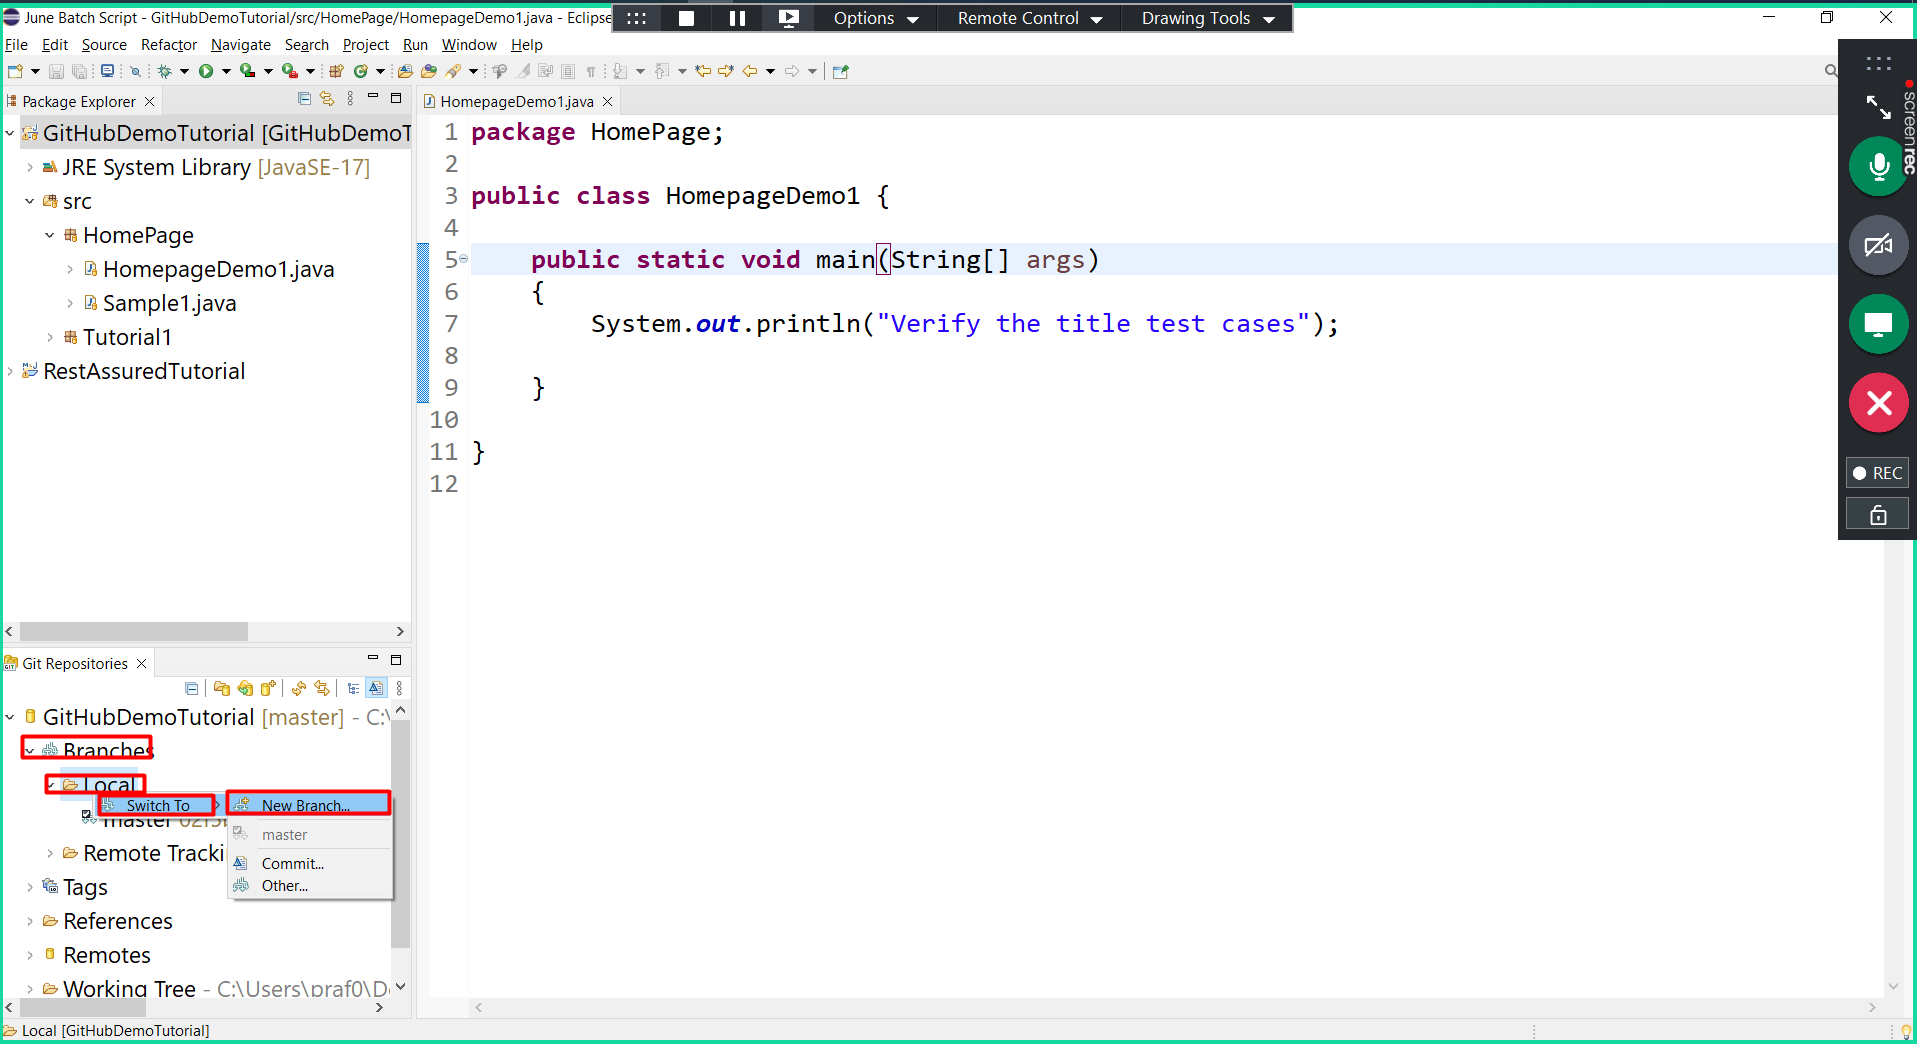 June Batch Script - GitHubDemoTutorial/src/HomePage/HomepageDemo1.java - Eclipse
Options
Remote Control
Drawing Tools
File Edit Source Refactor Navigate Search Project Run Window Help
Package Explorer
HomepageDemo1.java
GitHubDemoTutorial [GitHubDemoT
JRE System Library [JavaSE-17]
src
HomePage
HomepageDemo1.java
Sample1.java
Tutorial1
RestAssuredTutorial
1 package HomePage;
2
3 public class HomepageDemo1 {
4
5 public static void main(String[] args)
6 {
7 System.out.println("Verify the title test cases");
8
9 }
10
11 }
12
screenrec
REC
Git Repositories
GitHubDemoTutorial [master] - C:\
Branches
Local
Switch To
New Branch...
master
master
Commit...
Other...
Remote Tracki
Tags
References
Remotes
Working Tree - C:\Users\praf0\D
Local [GitHubDemoTutorial]